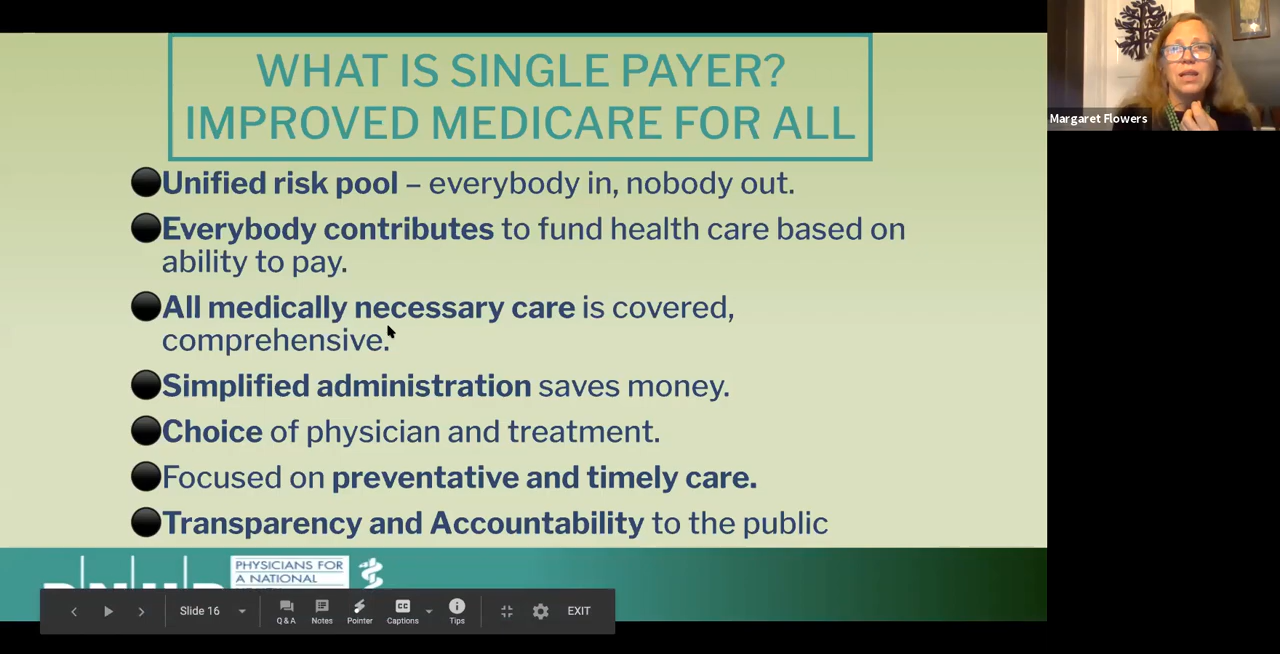 WHAT IS SINGLE PAYER?
IMPROVED MEDICARE FOR ALL
Unified risk pool – everybody in, nobody out.
Everybody contributes to fund health care based on
ability to pay.
All medically necessary care is covered,
comprehensive.
Simplified administration saves money.
Choice of physician and treatment.
Focused on preventative and timely care.
Transparency and Accountability to the public
Margaret Flowers
PHYSICIANS FOR
A NATIONAL
Slide 16
Q & A
Notes
Pointer
CC
Captions
Tips
EXIT